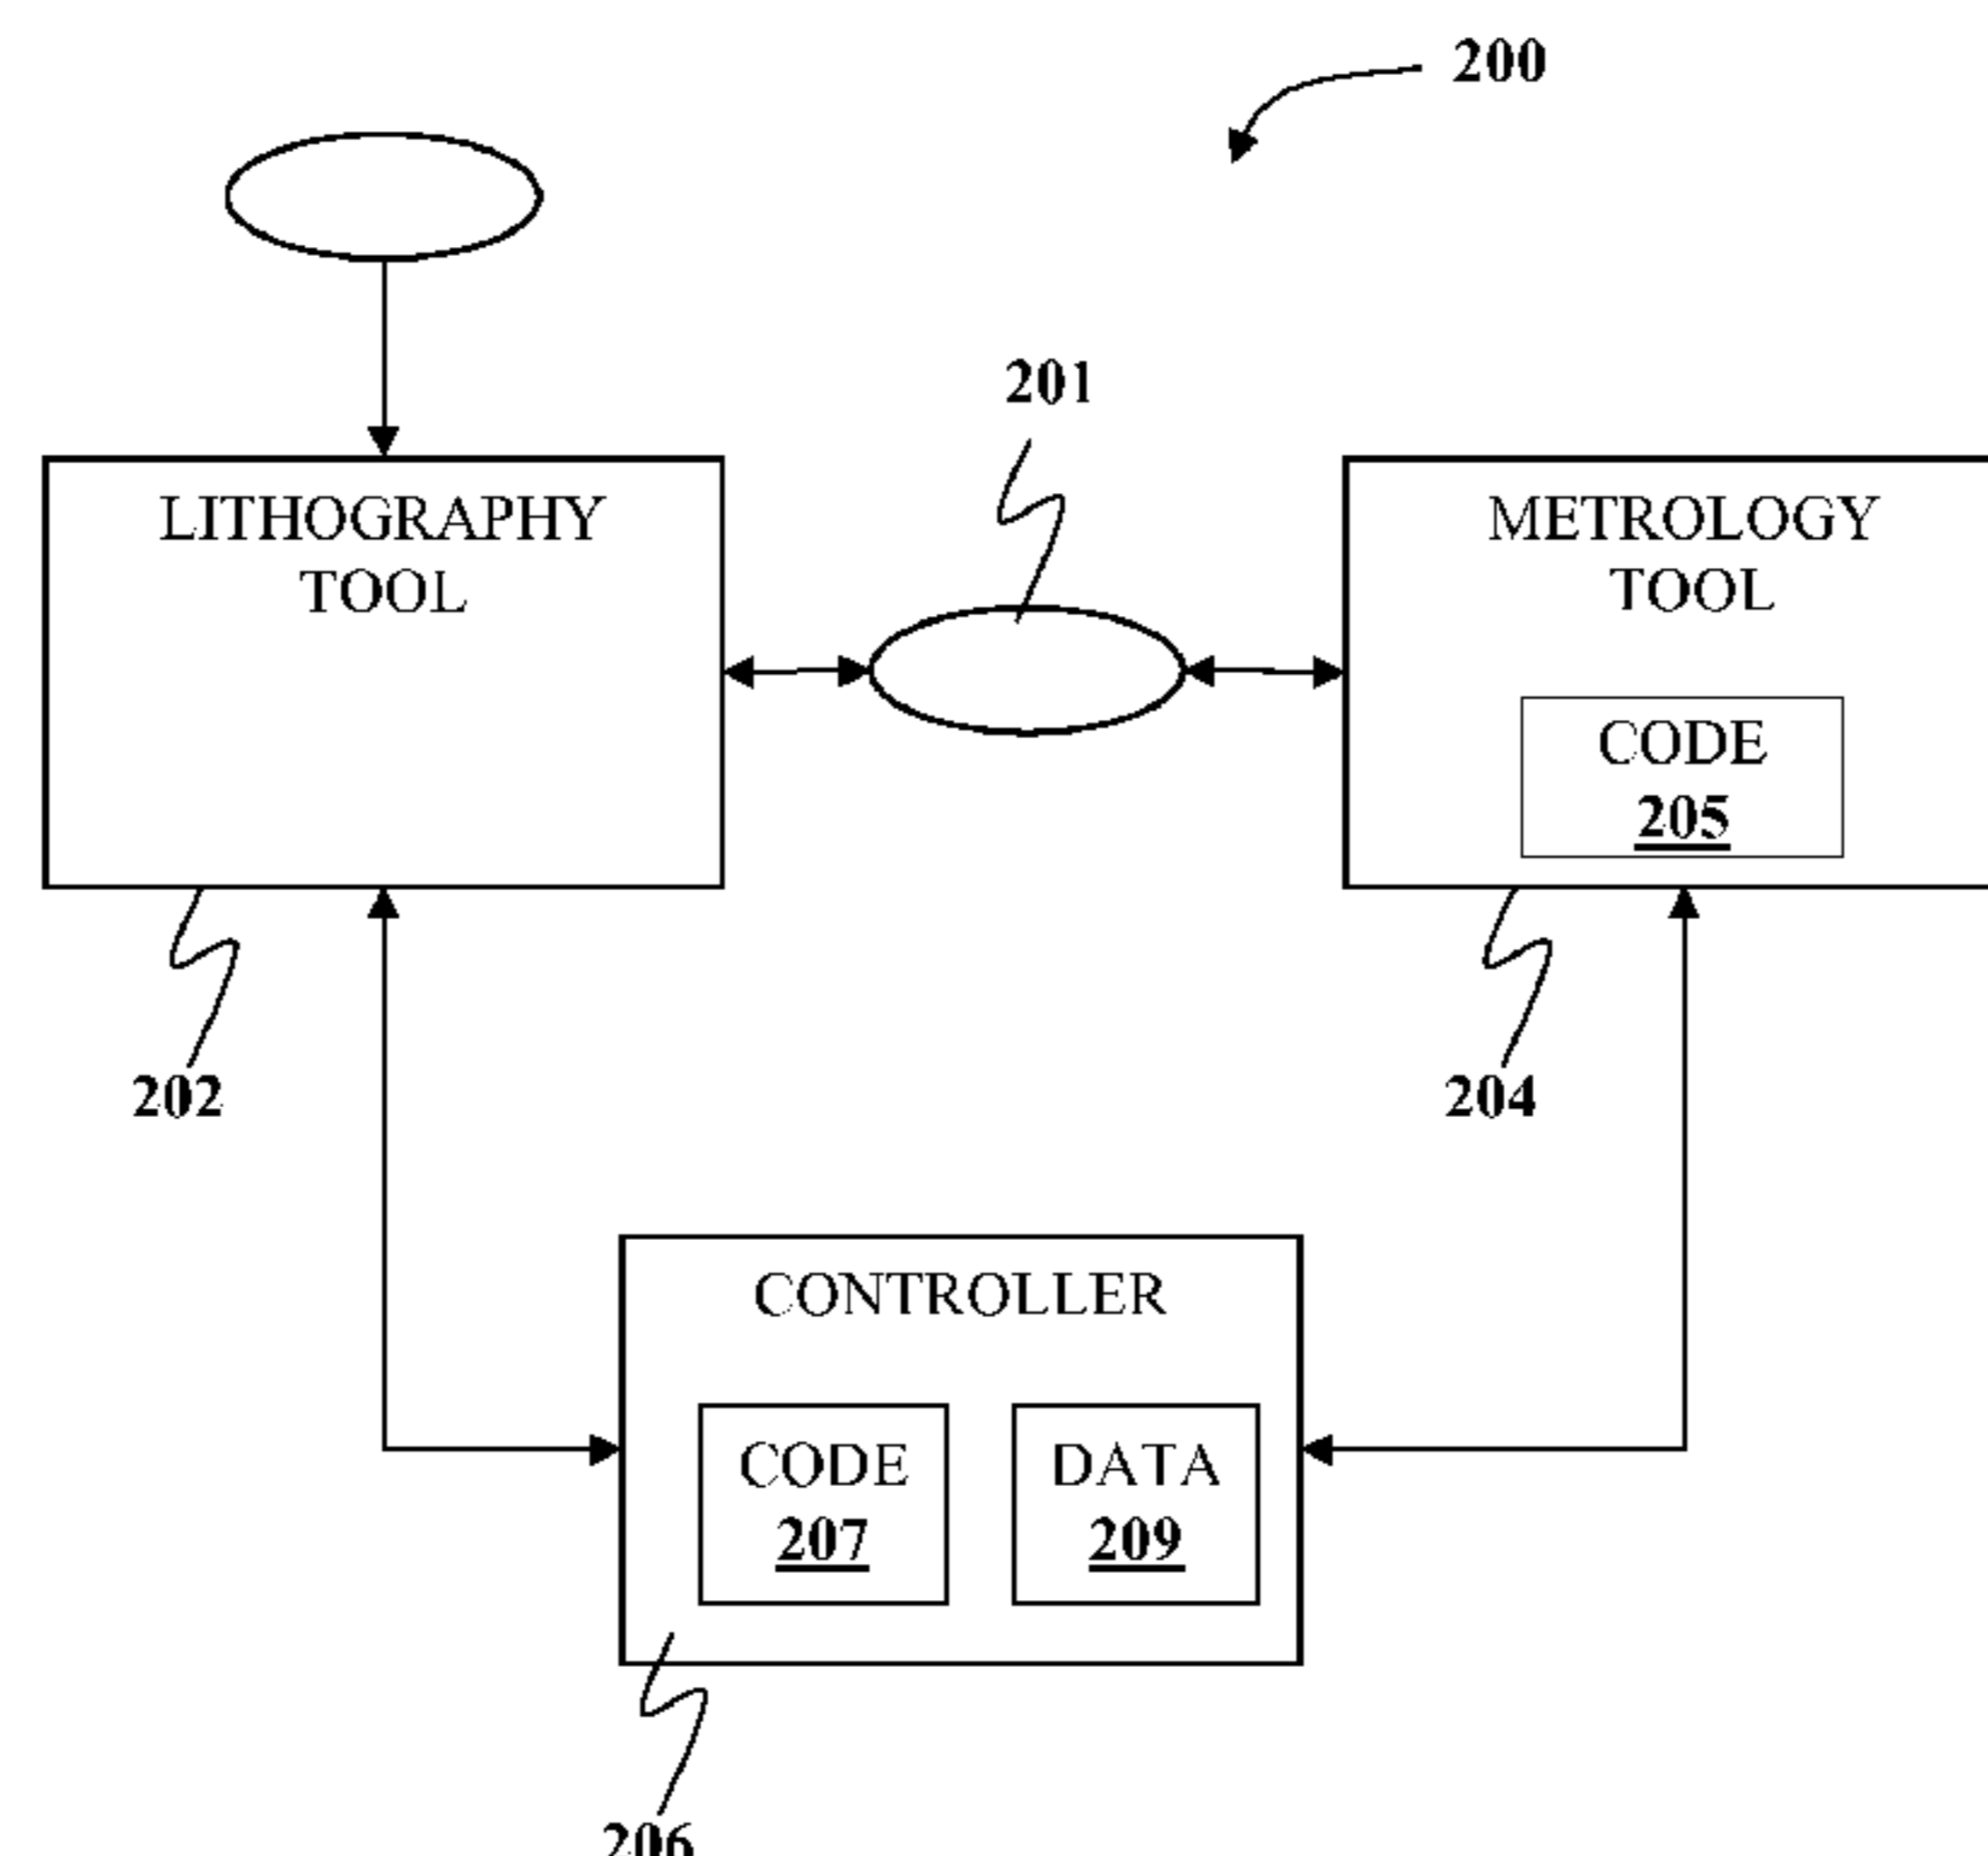 200
201
LITHOGRAPHY
TOOL
METROLOGY
TOOL
CODE
205
202
204
CONTROLLER
CODE
207
DATA
209
206